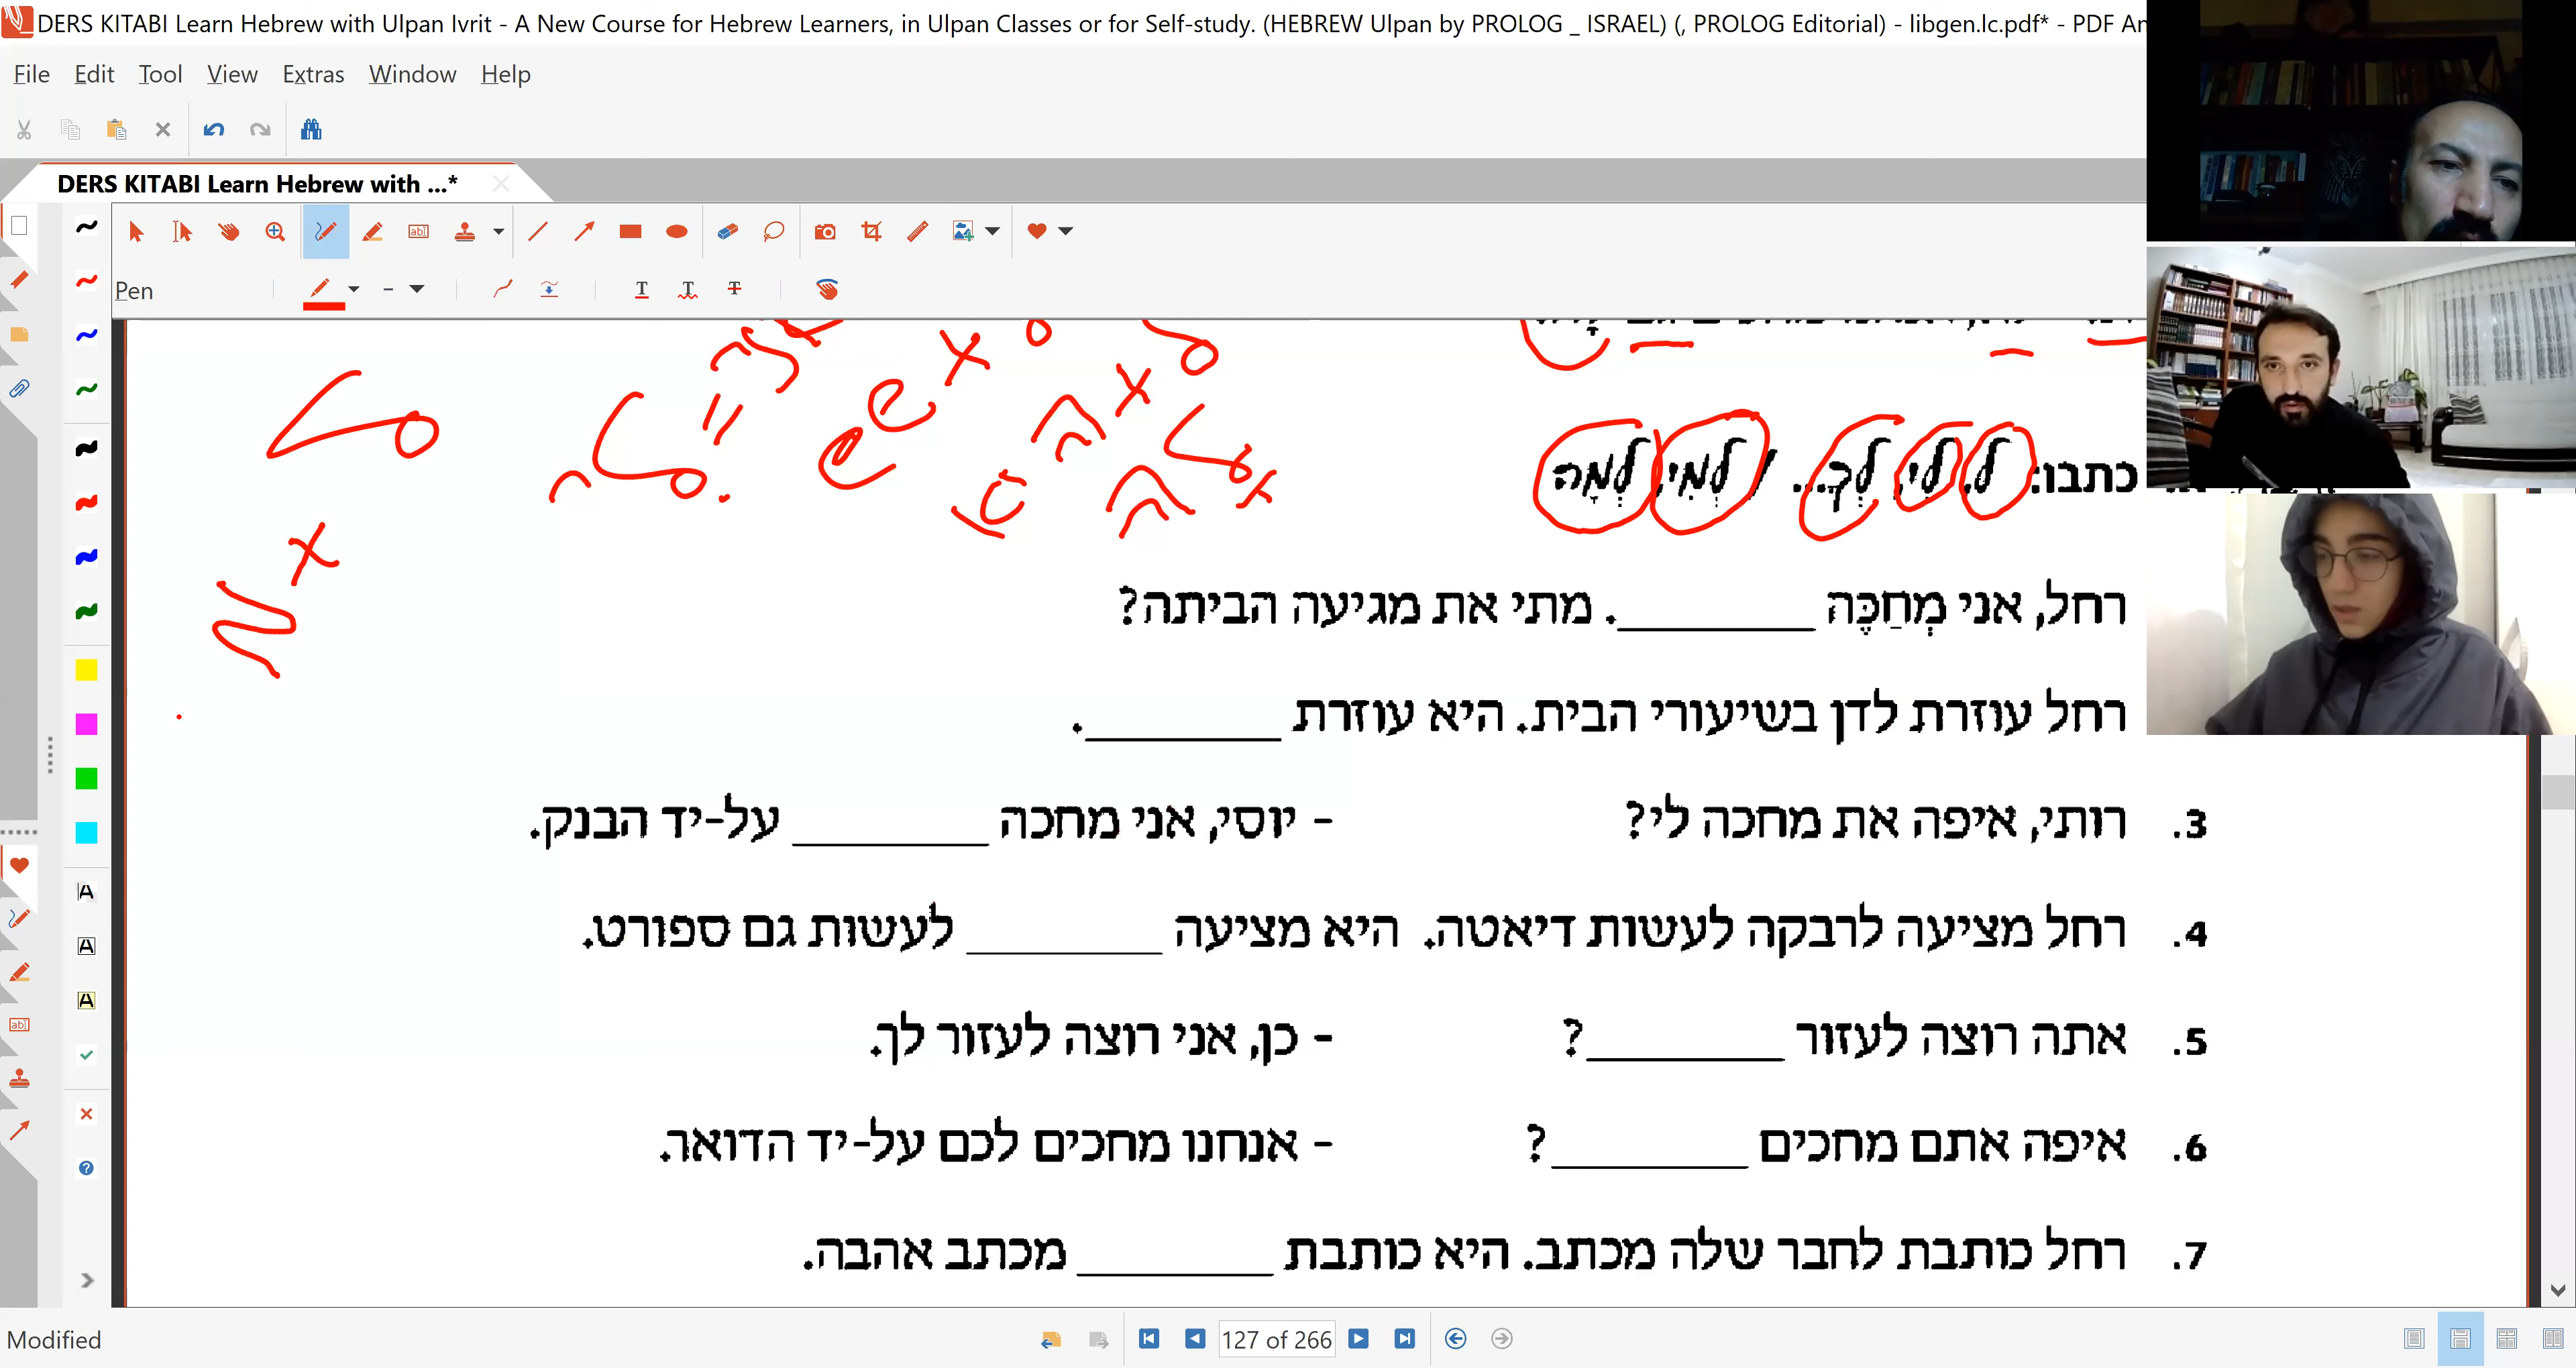 DERS KITABI Learn Hebrew with Ulpan Ivrit - A New Course for Hebrew Learners, in Ulpan Classes or for Self-study. (HEBREW Ulpan by PROLOG _ ISRAEL) (, PROLOG Editorial) - libgen.lc.pdf* - PDF An
File Edit Tool View Extras Window Help
DERS KITABI Learn Hebrew with ...*
Pen
כתבו: ל, לִי, לְךָ... / לְמִי, לְמָה
רחל, אני מְחַכֶּה ________. מתי את מגיעה הביתה?
רחל עוזרת לדן בשיעורי הבית. היא עוזרת ________.
3. רותי, איפה את מחכה לי? - יוסי, אני מחכה ________ על-יד הבנק.
4. רחל מציעה לרבקה לעשות דיאטה. היא מציעה ________ לעשות גם ספורט.
5. אתה רוצה לעזור ________? - כן, אני רוצה לעזור לך.
6. איפה אתם מחכים ________? - אנחנו מחכים לכם על-יד הדואר.
7. רחל כותבת לחבר שלה מכתב. היא כותבת ________ מכתב אהבה.
Modified
127 of 266